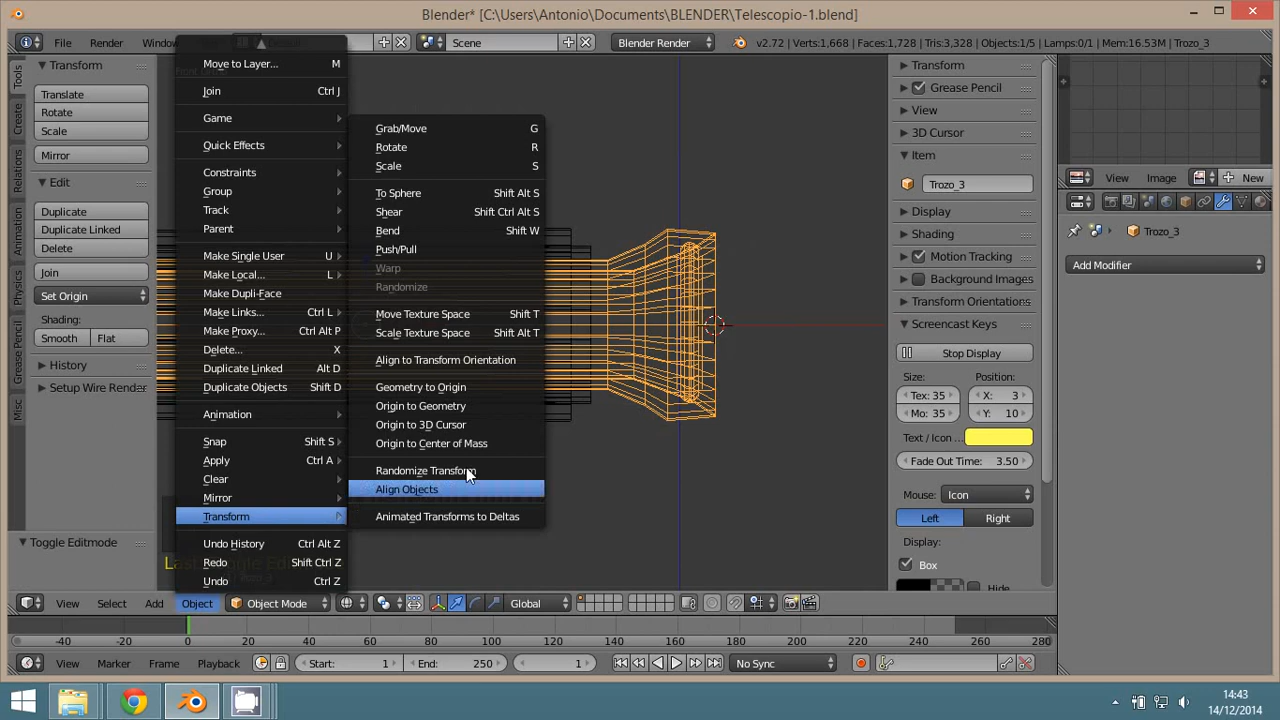 Blender* [C:\Users\Antonio\Documents\BLENDER\Telescopio-1.blend]
File Render Window Scene Blender Render v2.72 | Verts:1,668 | Faces:1,728 | Tris:3,328 | Objects:1/5 | Lamps:0/1 | Mem:16.53M | Trozo_3
Tools
Create
Relations
Animation
Physics
Grease Pencil
Misc
Transform
Translate
Rotate
Scale
Mirror
Edit
Duplicate
Duplicate Linked
Delete
Join
Set Origin
Shading:
Smooth Flat
History
Setup Wire Render
Toggle Editmode
Move to Layer... M
Join Ctrl J
Game
Quick Effects
Constraints
Group
Track
Parent
Make Single User U
Make Local... L
Make Dupli-Face
Make Links... Ctrl L
Make Proxy... Ctrl Alt P
Delete... X
Duplicate Linked Alt D
Duplicate Objects Shift D
Animation
Snap Shift S
Apply Ctrl A
Clear
Mirror
Transform
Undo History Ctrl Alt Z
Redo Shift Ctrl Z
Undo Ctrl Z
Grab/Move G
Rotate R
Scale S
To Sphere Shift Alt S
Shear Shift Ctrl Alt S
Bend Shift W
Push/Pull
Warp
Randomize
Move Texture Space Shift T
Scale Texture Space Shift Alt T
Align to Transform Orientation
Geometry to Origin
Origin to Geometry
Origin to 3D Cursor
Origin to Center of Mass
Randomize Transform
Align Objects
Animated Transforms to Deltas
Transform
Grease Pencil
View
3D Cursor
Item
Trozo_3
Display
Shading
Motion Tracking
Background Images
Transform Orientations
Screencast Keys
Stop Display
Size: Position:
Tex: 35 X: 3
Mo: 35 Y: 10
Text / Icon ...
Fade Out Time: 3.50
Mouse: Icon
Left Right
Display:
Box
Hide
View Image New
Trozo_3
Add Modifier
View Select Add Object Object Mode Global
-40 -20 0 20 40 60 80 100 120 140 160 180 200 220 240 260 280
View Marker Frame Playback Start: 1 End: 250 1 No Sync
14:43
14/12/2014